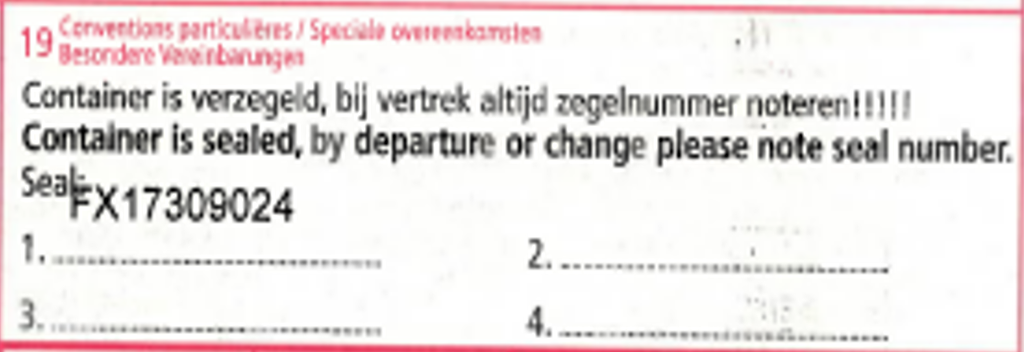 19 Conventions particulières / Speciale overeenkomsten
Besondere Vereinbarungen
Container is verzegeld, bij vertrek altijd zegelnummer noteren!!!!!
Container is sealed, by departure or change please note seal number.
Seal:
FX17309024
1. 2.
3. 4.